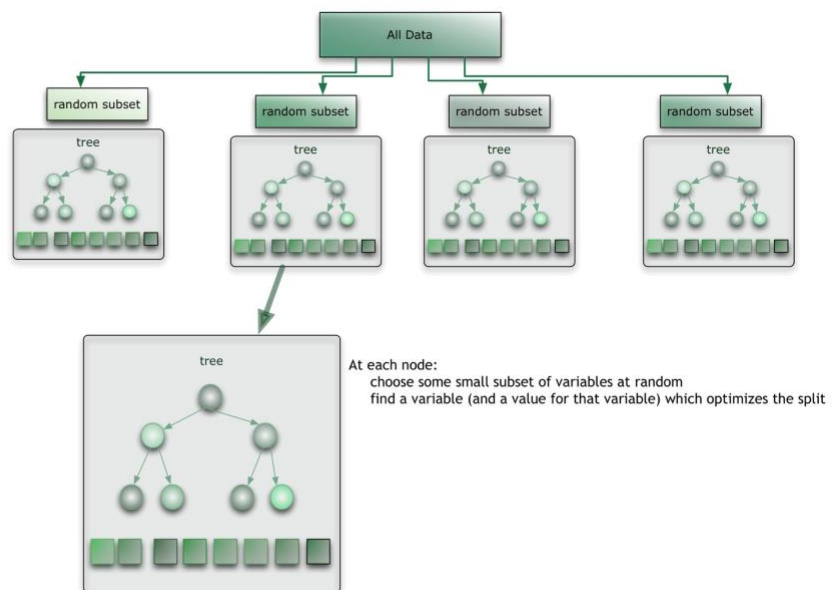 All Data
random subset
random subset
random subset
random subset
tree
tree
tree
tree
tree
At each node:
choose some small subset of variables at random
find a variable (and a value for that variable) which optimizes the split